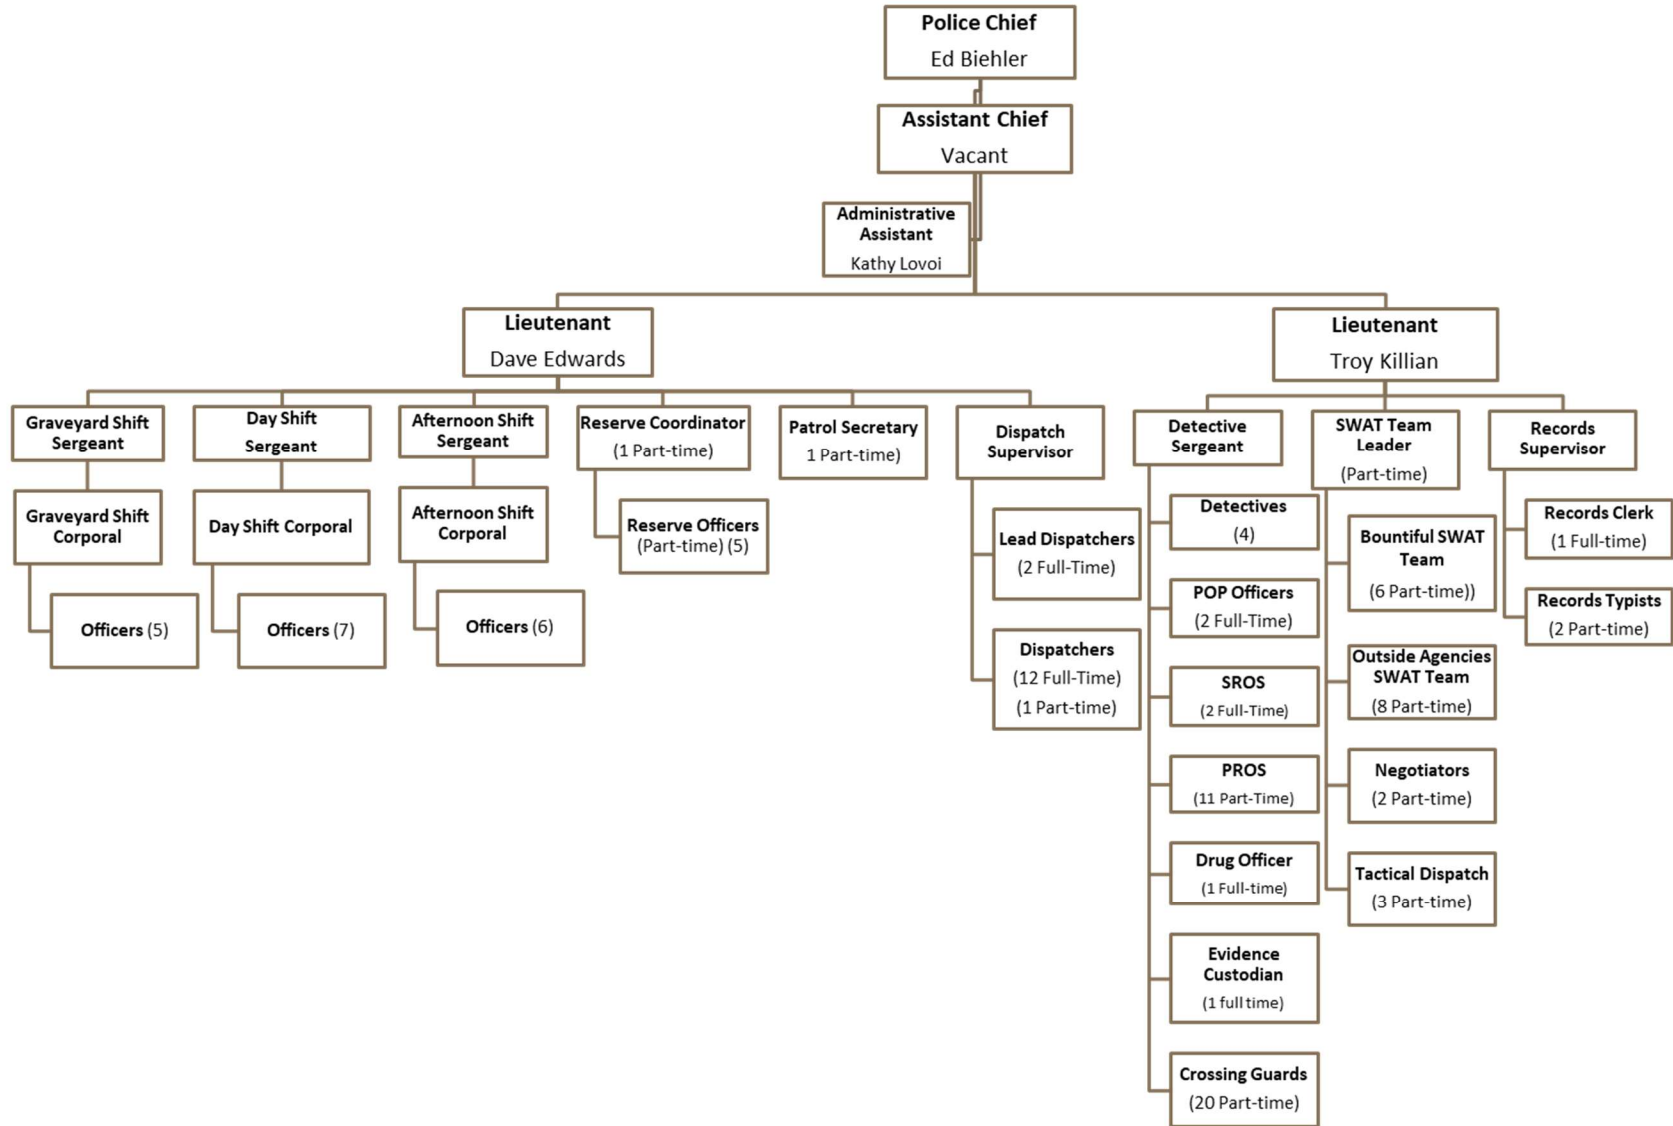 Police Chief
Ed Biehler
Assistant Chief
Vacant
Administrative
Assistant
Kathy Lovoi
Lieutenant
Dave Edwards
Lieutenant
Troy Killian
Graveyard Shift
Sergeant
Day Shift
Sergeant
Afternoon Shift
Sergeant
Reserve Coordinator
(1 Part-time)
Patrol Secretary
1 Part-time)
Dispatch
Supervisor
Detective
Sergeant
SWAT Team
Leader
(Part-time)
Records
Supervisor
Graveyard Shift
Corporal
Officers (5)
Day Shift Corporal
Officers (7)
Afternoon Shift
Corporal
Officers (6)
Reserve Officers
(Part-time) (5)
Lead Dispatchers
(2 Full-Time)
Dispatchers
(12 Full-Time)
(1 Part-time)
Detectives
(4)
POP Officers
(2 Full-Time)
SROS
(2 Full-Time)
PROS
(11 Part-Time)
Drug Officer
(1 Full-time)
Evidence
Custodian
(1 full time)
Crossing Guards
(20 Part-time)
Bountiful SWAT
Team
(6 Part-time))
Outside Agencies
SWAT Team
(8 Part-time)
Negotiators
(2 Part-time)
Tactical Dispatch
(3 Part-time)
Records Clerk
(1 Full-time)
Records Typists
(2 Part-time)